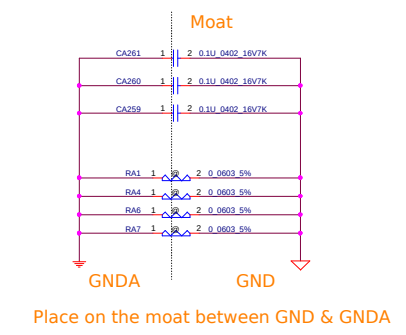 Moat
CA261 1 2 0.1U_0402_16V7K
CA260 1 2 0.1U_0402_16V7K
CA259 1 2 0.1U_0402_16V7K
RA1 1 @ 2 0_0603_5%
RA4 1 @ 2 0_0603_5%
RA6 1 @ 2 0_0603_5%
RA7 1 @ 2 0_0603_5%
GNDA GND
Place on the moat between GND & GNDA